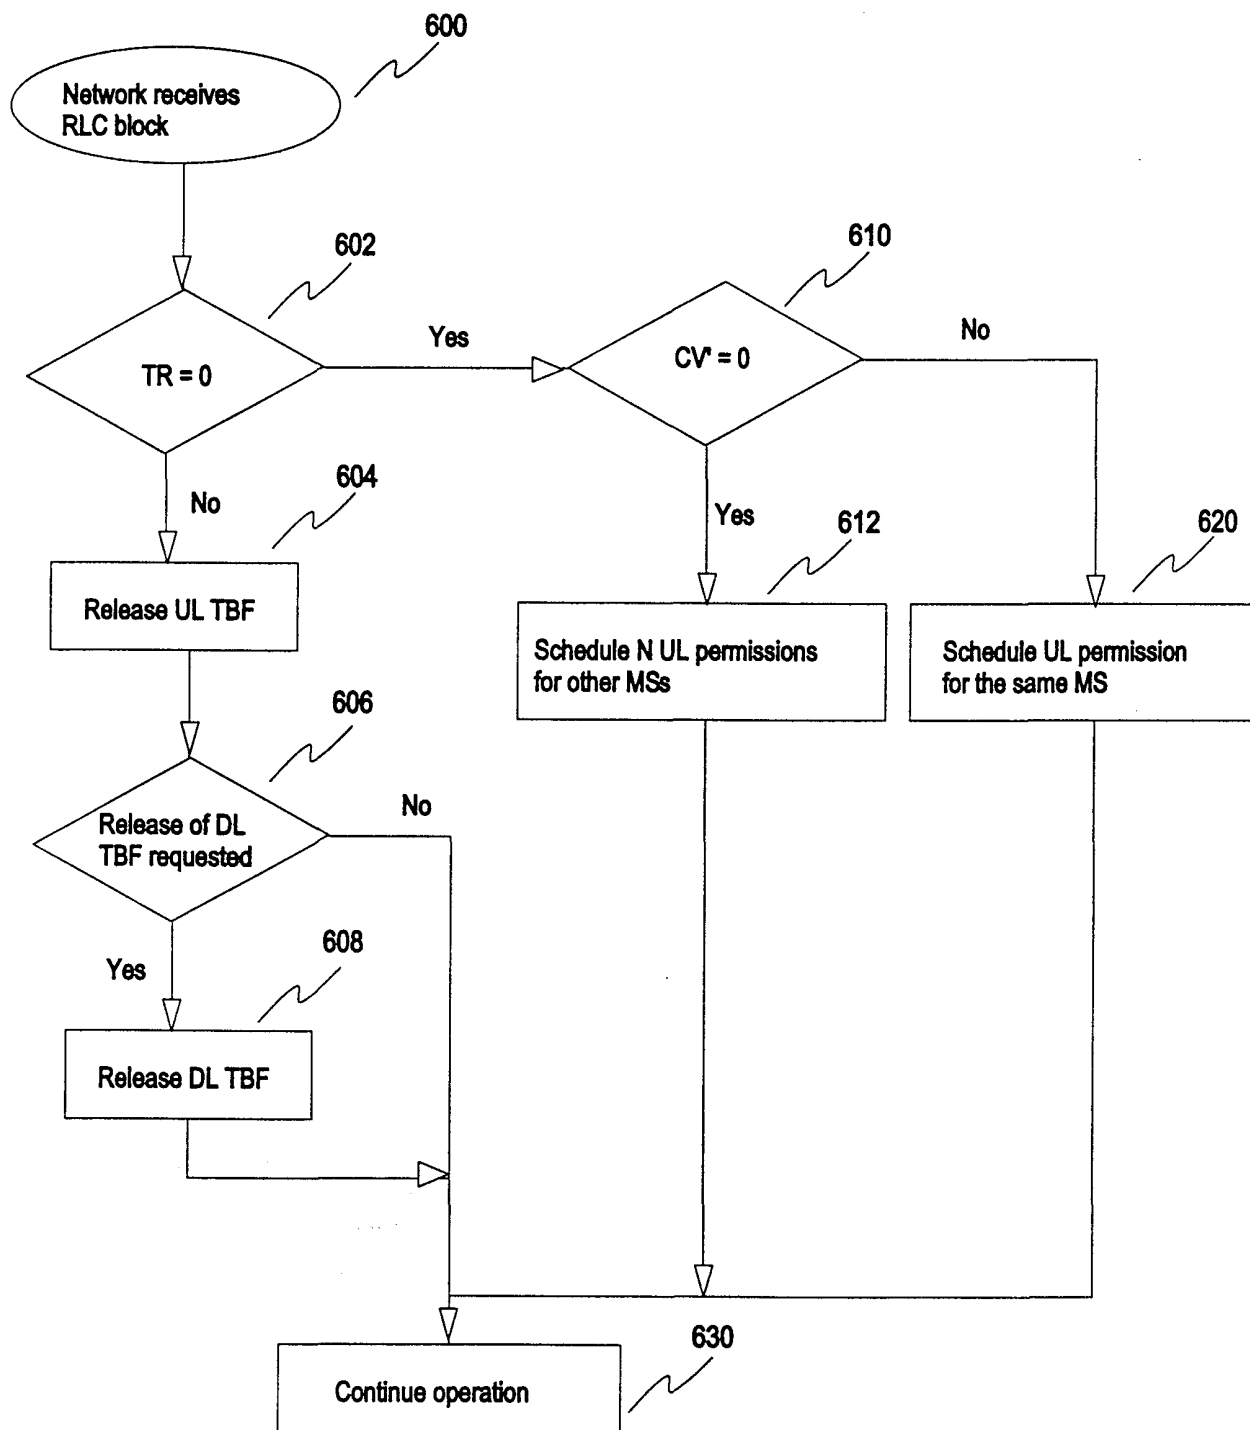 600
Network receives
RLC block
602
TR = 0
Yes
610
CV' = 0
No
No
604
Release UL TBF
Yes
612
Schedule N UL permissions
for other MSs
620
Schedule UL permission
for the same MS
606
Release of DL
TBF requested
No
Yes
608
Release DL TBF
630
Continue operation